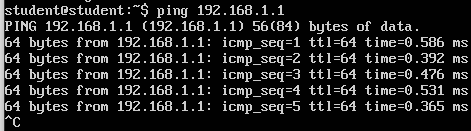 student@student:~$ ping 192.168.1.1
PING 192.168.1.1 (192.168.1.1) 56(84) bytes of data.
64 bytes from 192.168.1.1: icmp_seq=1 ttl=64 time=0.586 ms
64 bytes from 192.168.1.1: icmp_seq=2 ttl=64 time=0.392 ms
64 bytes from 192.168.1.1: icmp_seq=3 ttl=64 time=0.476 ms
64 bytes from 192.168.1.1: icmp_seq=4 ttl=64 time=0.531 ms
64 bytes from 192.168.1.1: icmp_seq=5 ttl=64 time=0.365 ms
^C